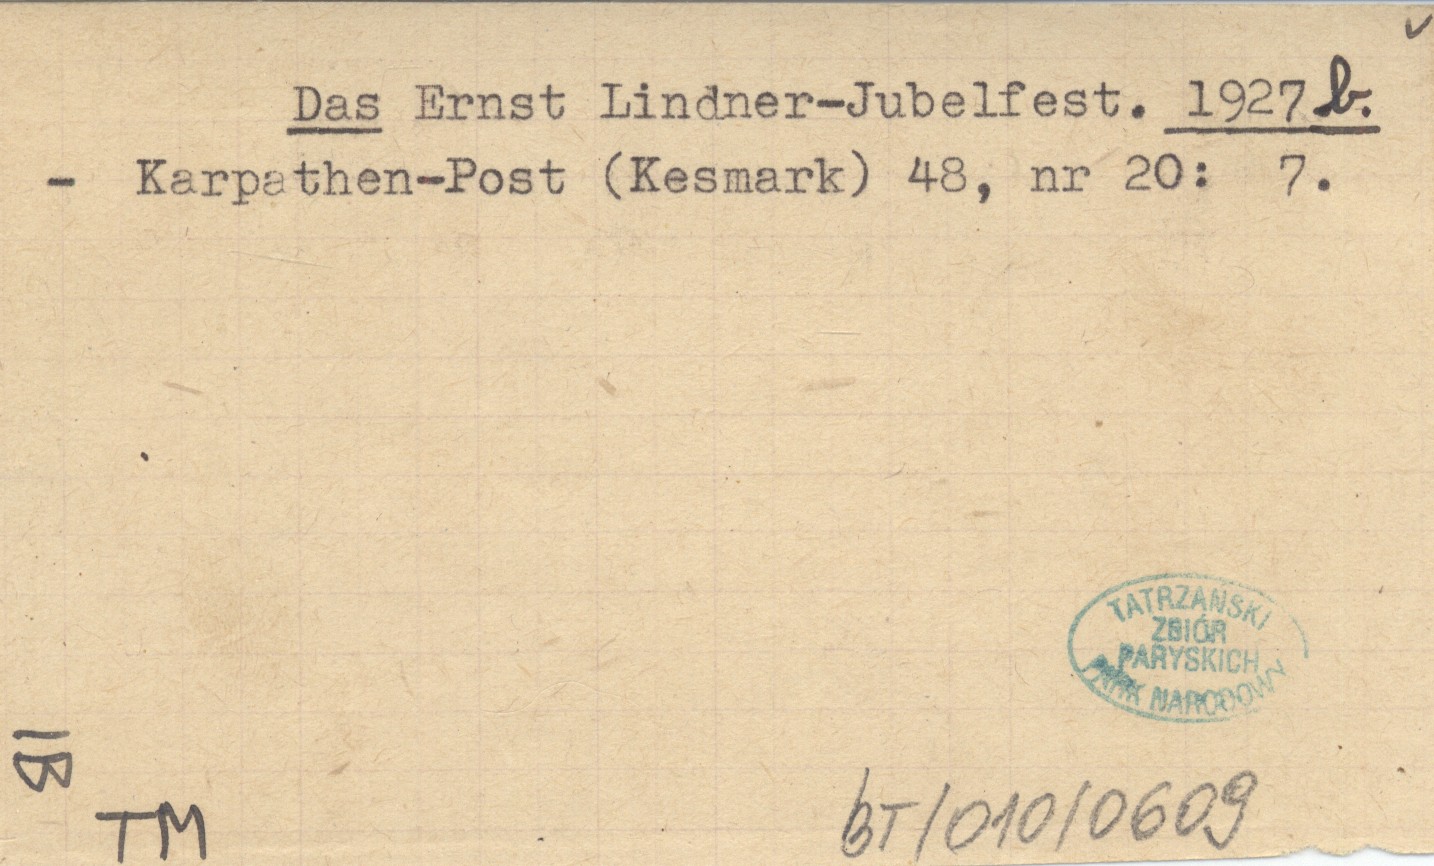 Das Ernst Lindner-Jubelfest. 1927 b.
- Karpathen-Post (Kesmark) 48, nr 20: 7.
TATRZAŃSKI
ZBIÓR
PARYSKICH
PARK NARODOWY
IB
TM
BT/010/0609